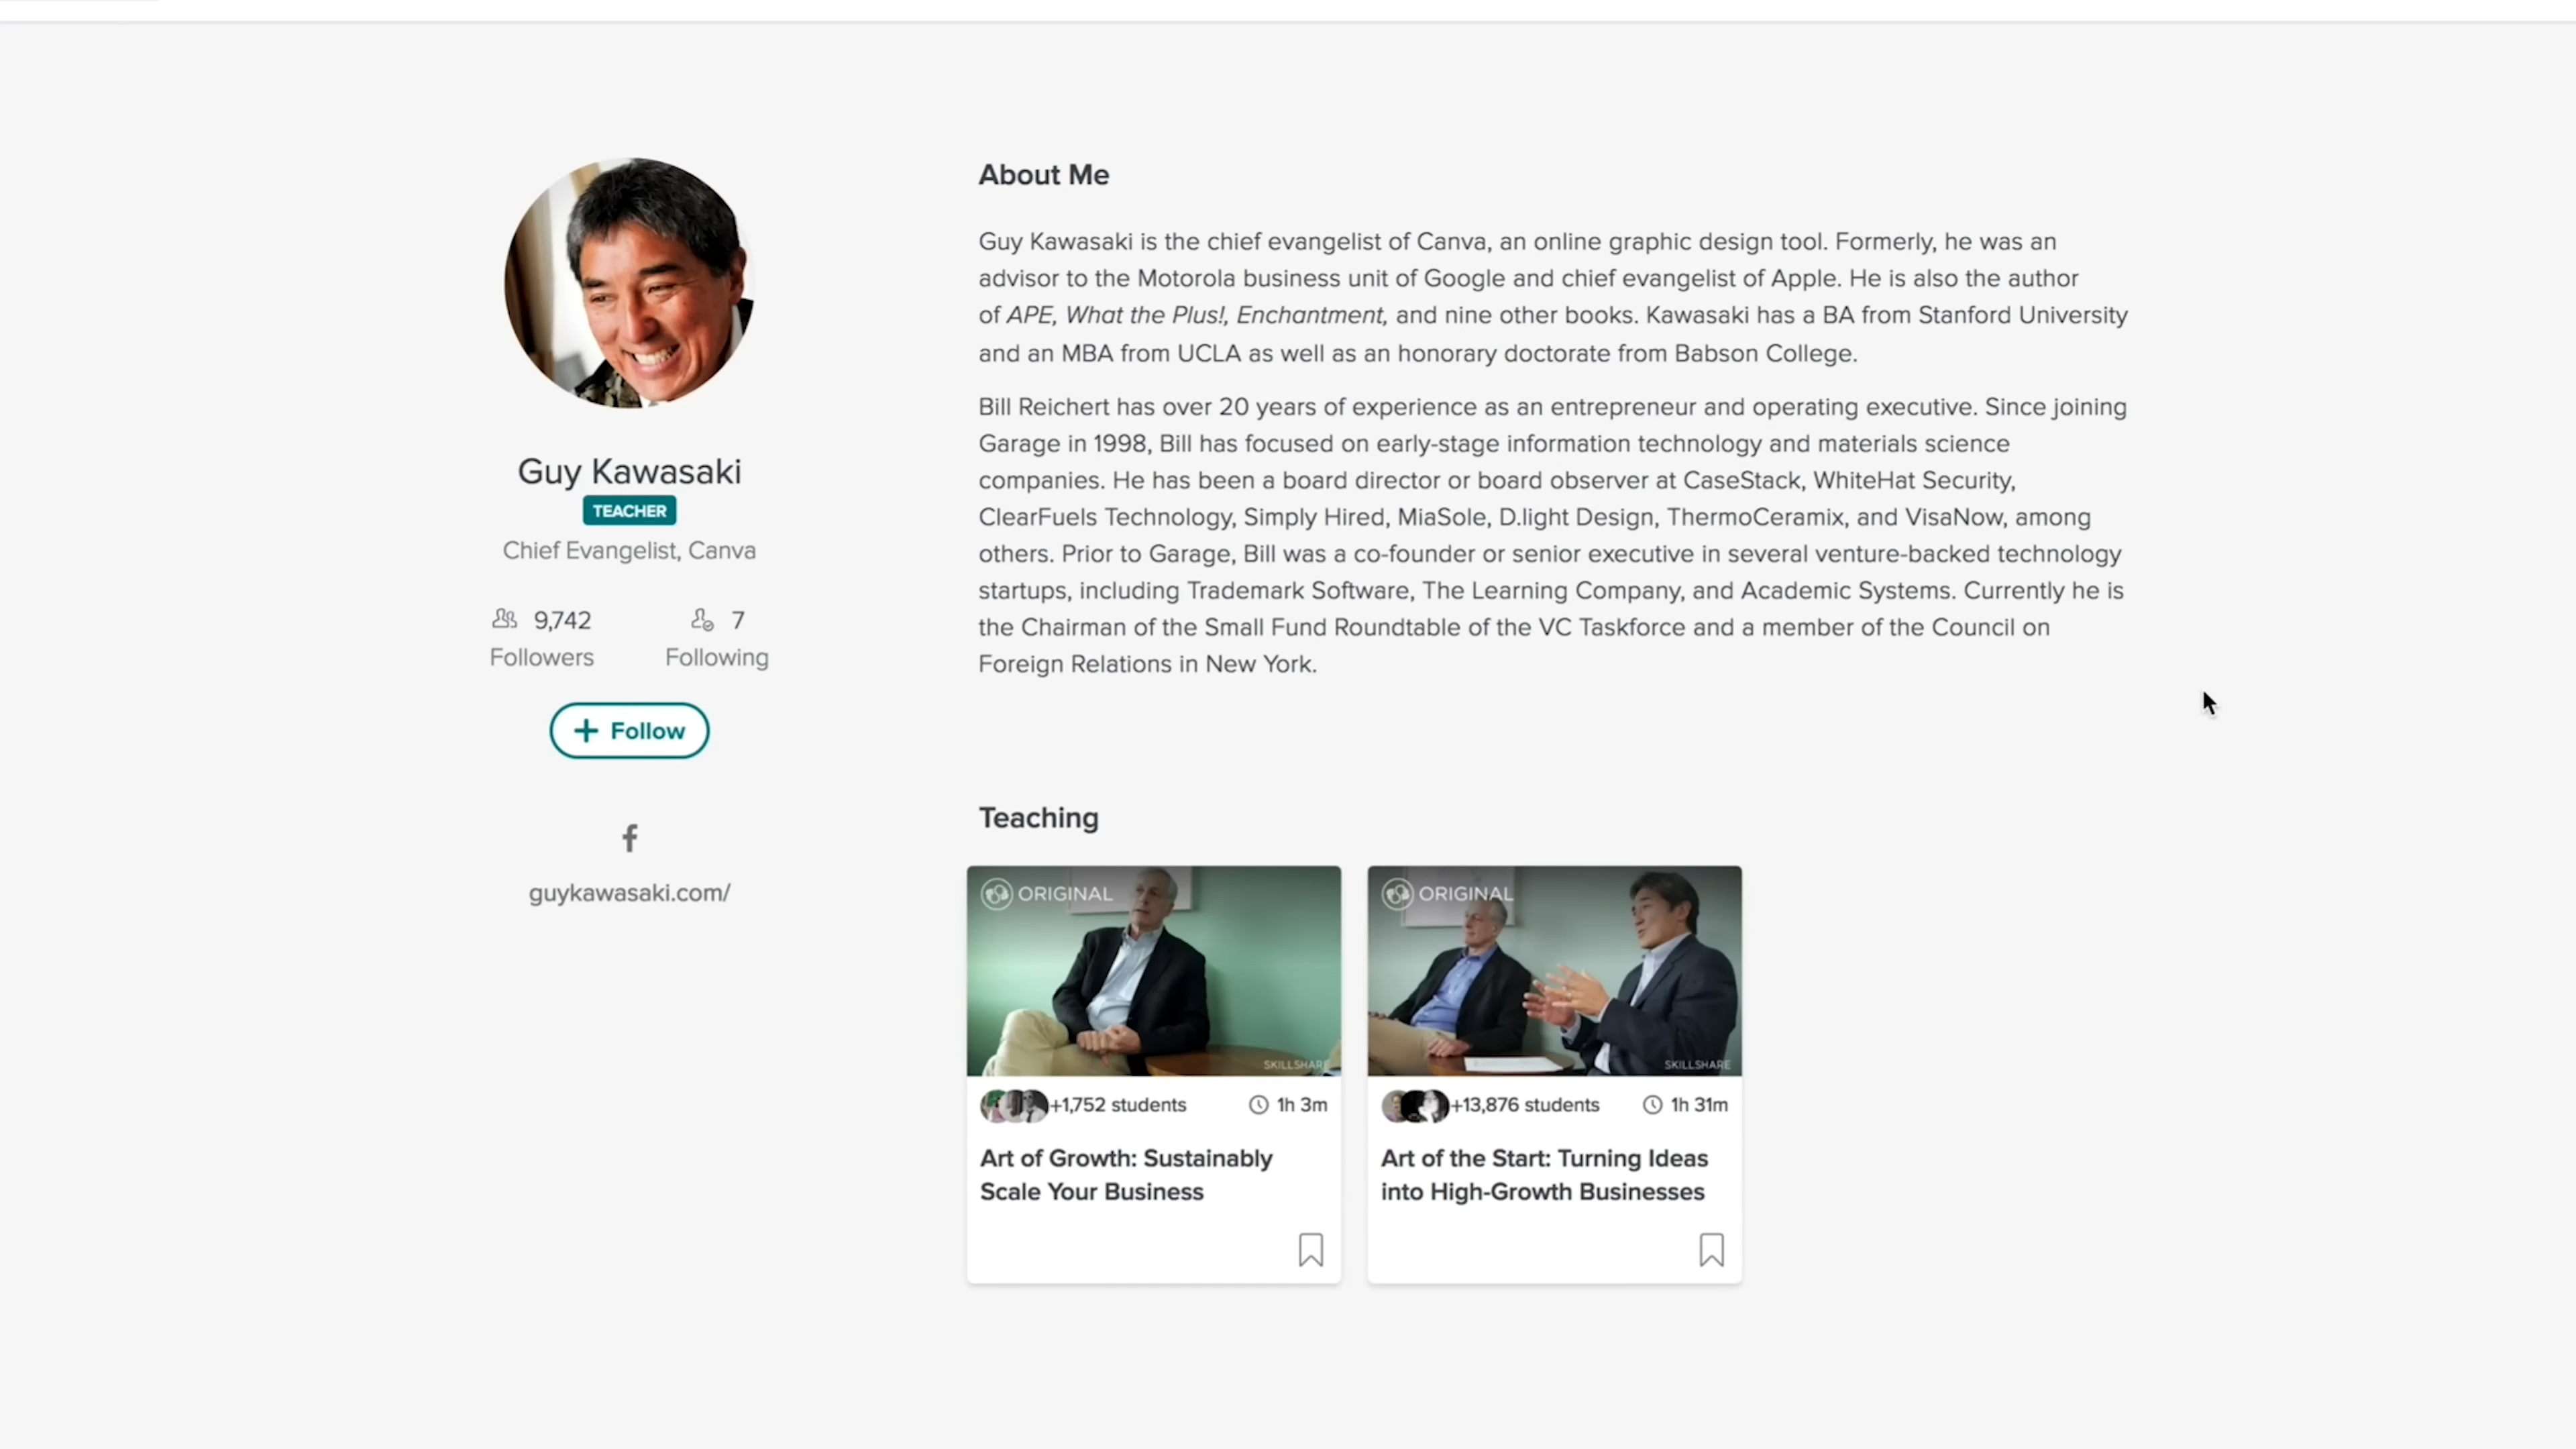 Guy Kawasaki
TEACHER
Chief Evangelist, Canva
9,742
Followers
7
Following
+ Follow
guykawasaki.com/
About Me
Guy Kawasaki is the chief evangelist of Canva, an online graphic design tool. Formerly, he was an
advisor to the Motorola business unit of Google and chief evangelist of Apple. He is also the author
of APE, What the Plus!, Enchantment, and nine other books. Kawasaki has a BA from Stanford University
and an MBA from UCLA as well as an honorary doctorate from Babson College.
Bill Reichert has over 20 years of experience as an entrepreneur and operating executive. Since joining
Garage in 1998, Bill has focused on early-stage information technology and materials science
companies. He has been a board director or board observer at CaseStack, WhiteHat Security,
ClearFuels Technology, Simply Hired, MiaSole, D.light Design, ThermoCeramix, and VisaNow, among
others. Prior to Garage, Bill was a co-founder or senior executive in several venture-backed technology
startups, including Trademark Software, The Learning Company, and Academic Systems. Currently he is
the Chairman of the Small Fund Roundtable of the VC Taskforce and a member of the Council on
Foreign Relations in New York.
Teaching
ORIGINAL
SKILLSHARE
+1,752 students
1h 3m
Art of Growth: Sustainably
Scale Your Business
ORIGINAL
SKILLSHARE
+13,876 students
1h 31m
Art of the Start: Turning Ideas
into High-Growth Businesses